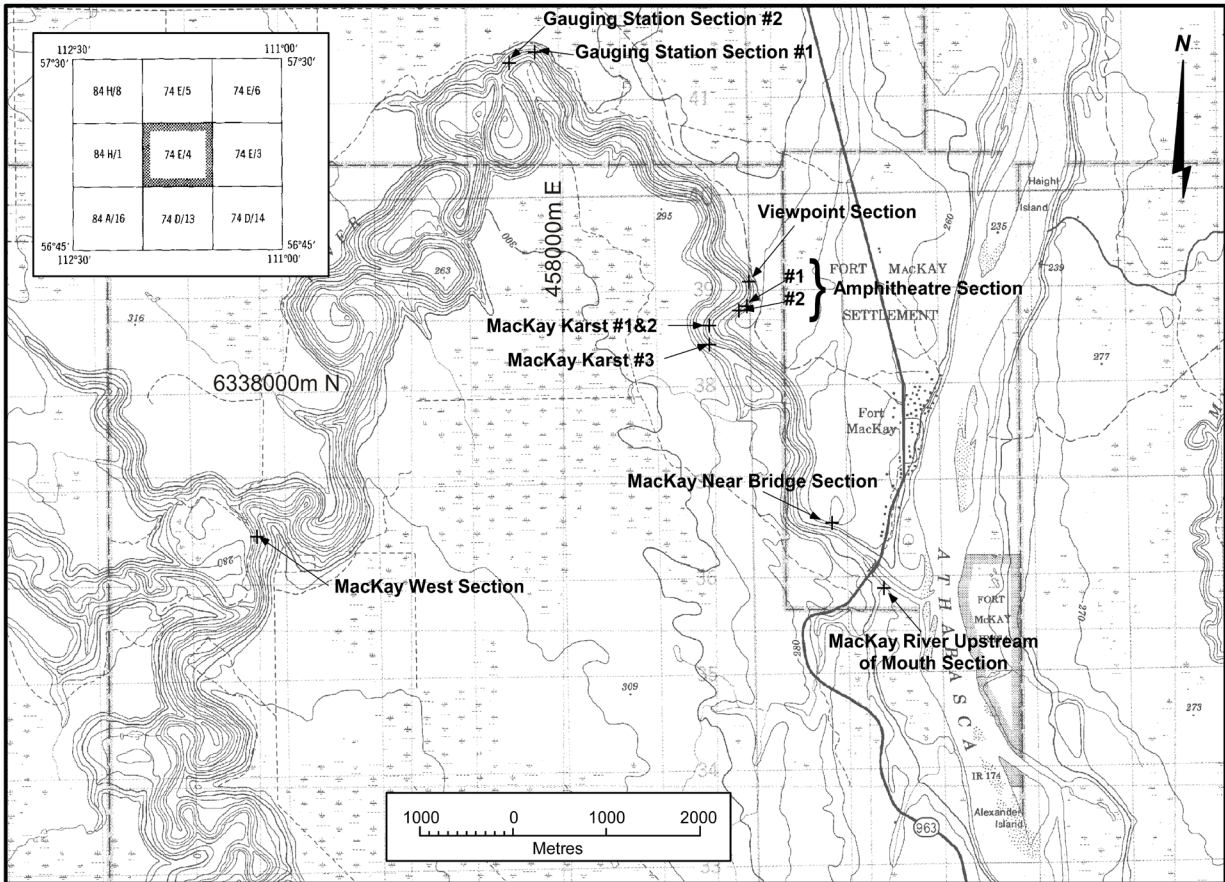 Gauging Station Section #2
Gauging Station Section #1
N
112°30'
111°00'
57°30'
57°30'
84 H/8
74 E/5
74 E/6
84 H/1
74 E/4
74 E/3
84 A/16
74 D/13
74 D/14
56°45'
56°45'
112°30'
111°00'
41
Haight
Island
295
458000m E
300
260
235
239
263
316
Viewpoint Section
39
#1
#2
}
FORT MACKAY
Amphitheatre Section
SETTLEMENT
MacKay Karst #1&2
MacKay Karst #3
277
6338000m N
38
Fort
MacKay
MacKay Near Bridge Section
280
MacKay West Section
36
ATHABASCA
FORT
McKAY
270
280
MacKay River Upstream
of Mouth Section
35
309
273
34
IR 174
Alexander
Island
963
33
1000 0 1000 2000
Metres